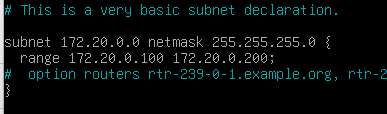 # This is a very basic subnet declaration.
subnet 172.20.0.0 netmask 255.255.255.0 {
range 172.20.0.100 172.20.0.200;
# option routers rtr-239-0-1.example.org, rtr-2
}